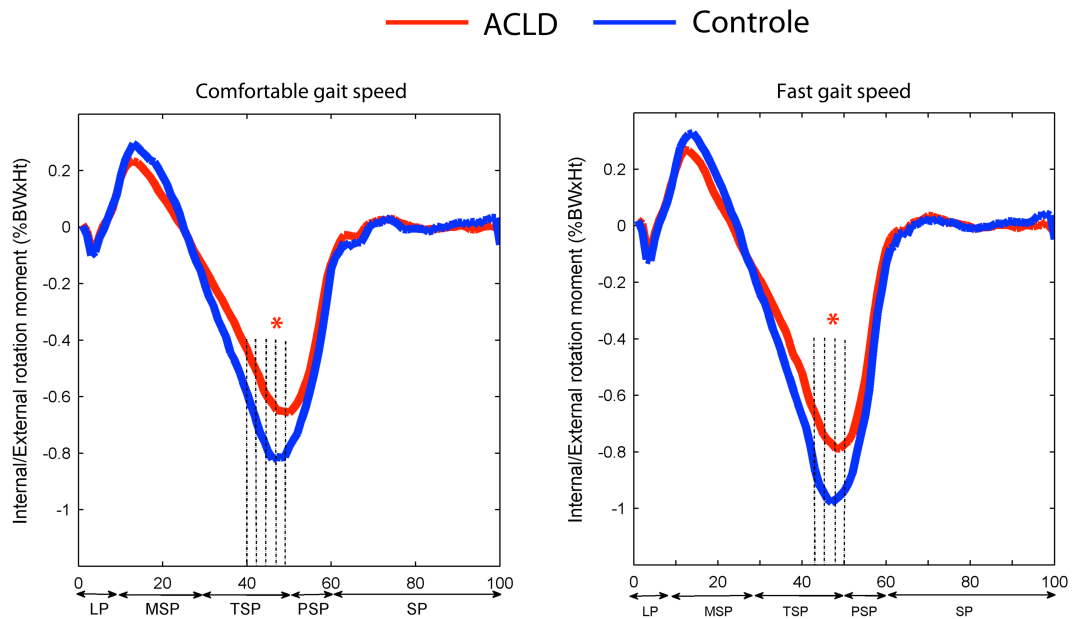 ACLD Controle
Comfortable gait speed
Internal/External rotation moment (%BWxHt)
0.2
0
-0.2
-0.4
-0.6
-0.8
-1
*
0 20 40 60 80 100
LP MSP TSP PSP SP
Fast gait speed
Internal/External rotation moment (%BWxHt)
0.2
0
-0.2
-0.4
-0.6
-0.8
-1
*
0 20 40 60 80 100
LP MSP TSP PSP SP